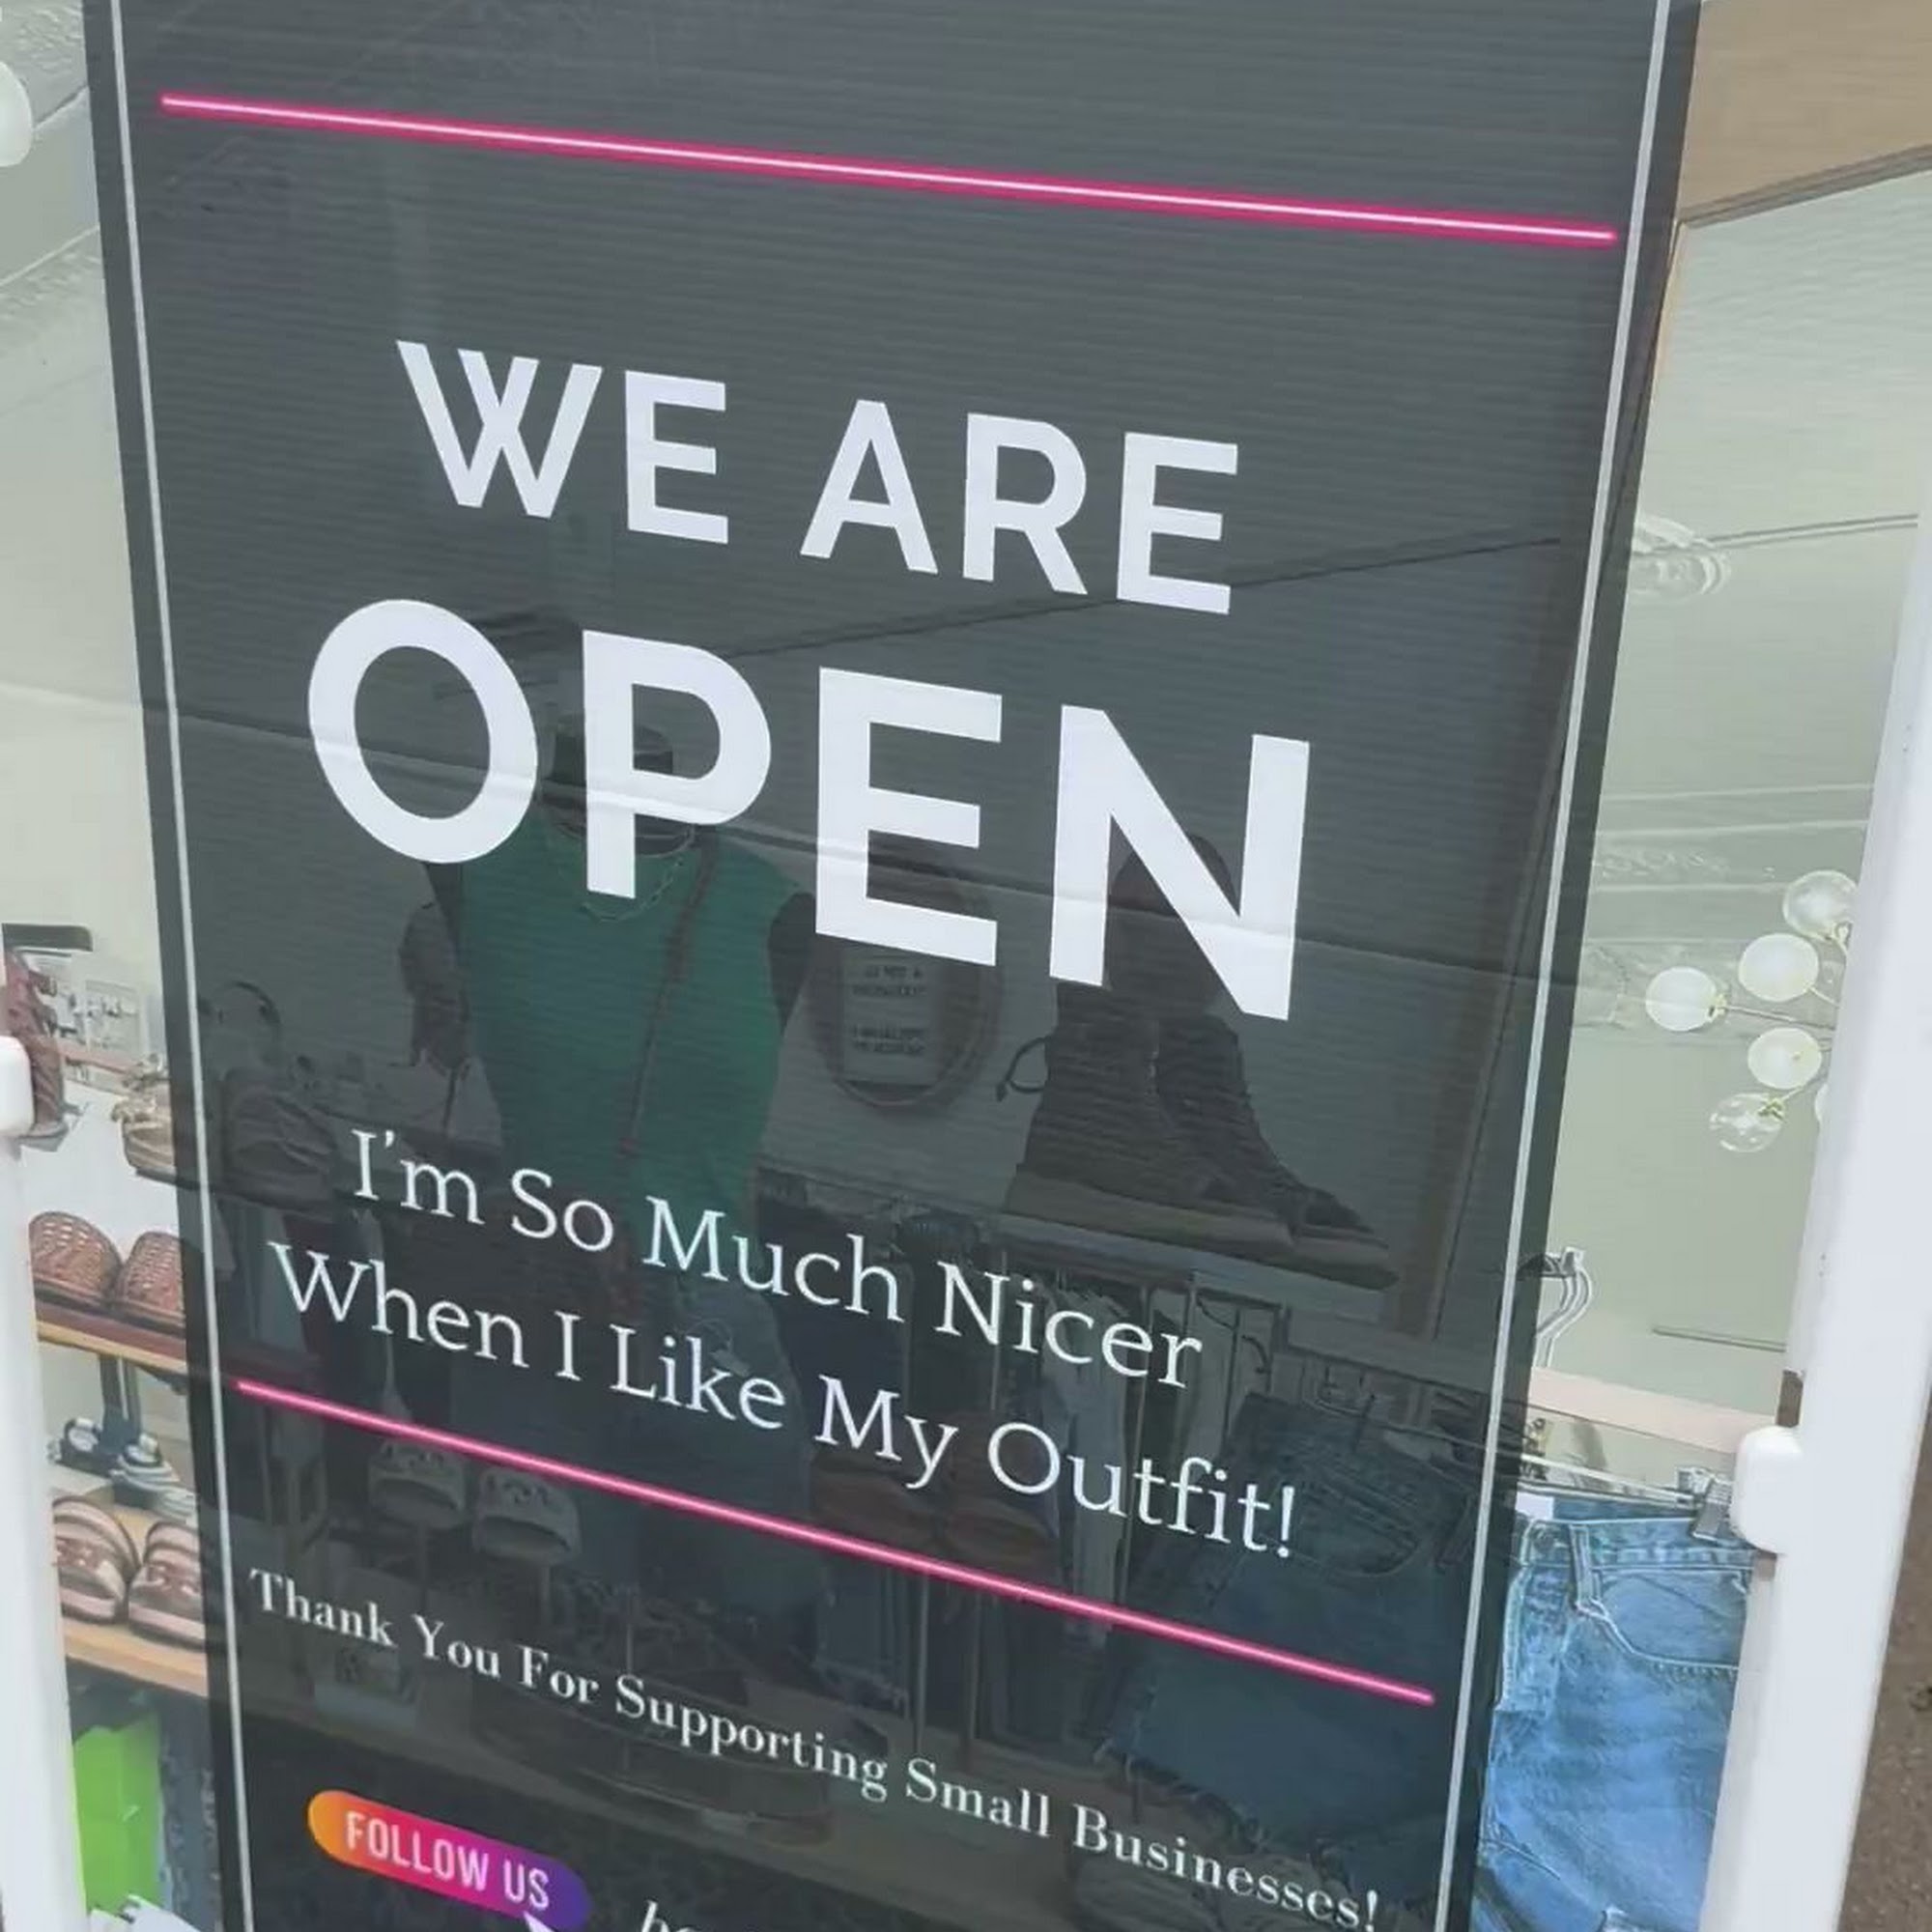 WE ARE
OPEN
I'm So Much Nicer
When I Like My Outfit!
Thank You For Supporting Small Businesses!
FOLLOW US